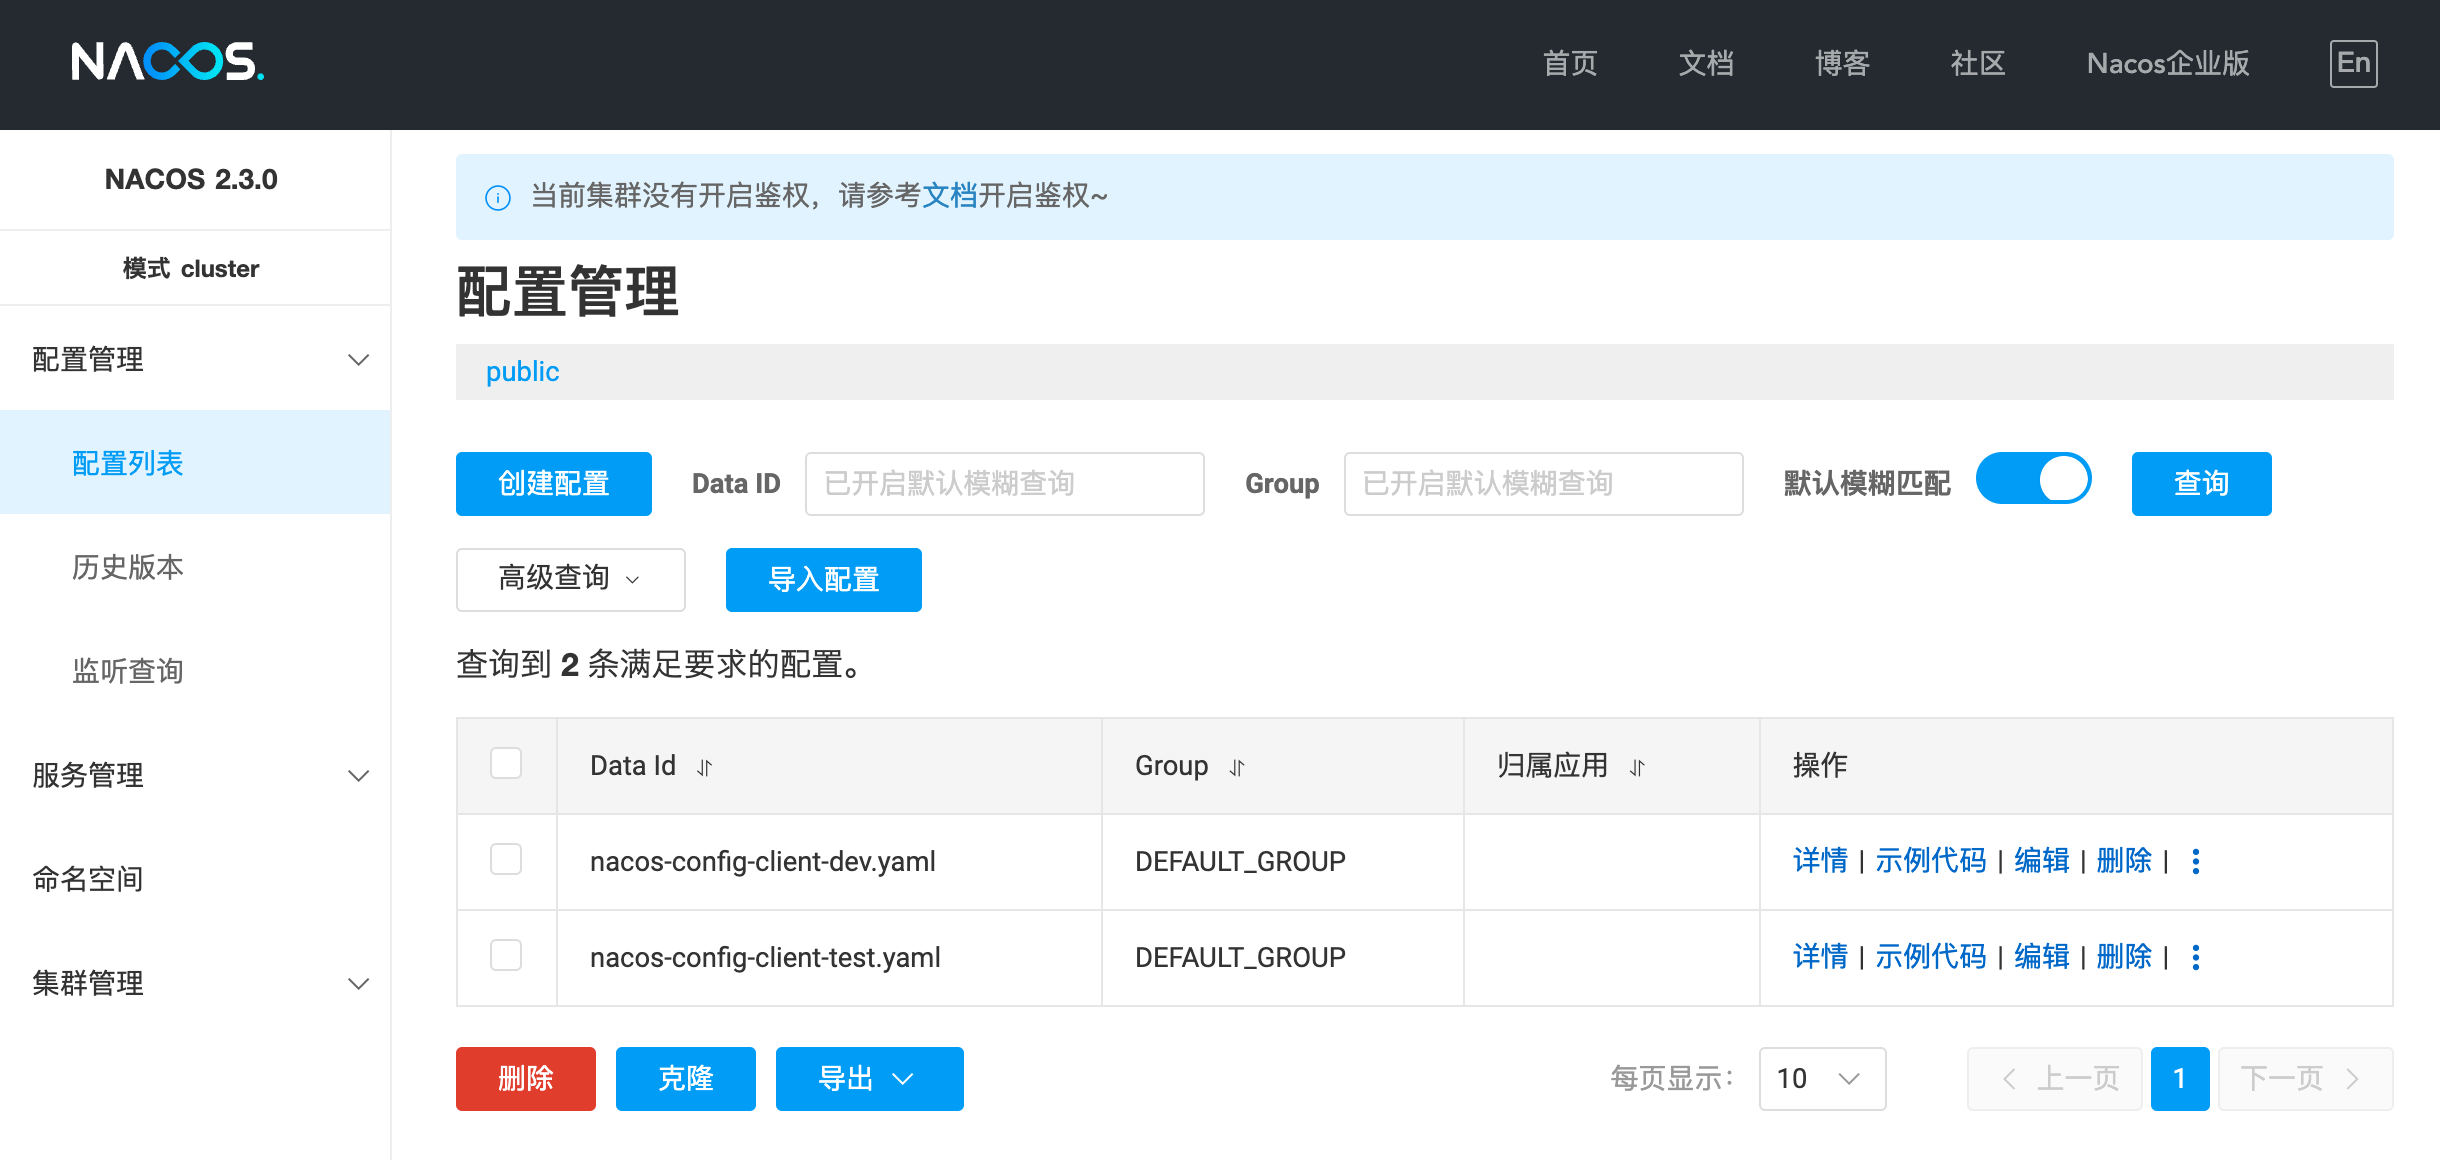 NACOS.
首页 文档 博客 社区 Nacos企业版 En
NACOS 2.3.0
模式 cluster
配置管理
配置列表
历史版本
监听查询
服务管理
命名空间
集群管理
当前集群没有开启鉴权，请参考文档开启鉴权~
配置管理
public
创建配置 Data ID 已开启默认模糊查询 Group 已开启默认模糊查询 默认模糊匹配 查询
高级查询 导入配置
查询到 2 条满足要求的配置。
Data Id Group 归属应用 操作
nacos-config-client-dev.yaml DEFAULT_GROUP 详情 | 示例代码 | 编辑 | 删除 |
nacos-config-client-test.yaml DEFAULT_GROUP 详情 | 示例代码 | 编辑 | 删除 |
删除 克隆 导出 每页显示： 10 上一页 1 下一页